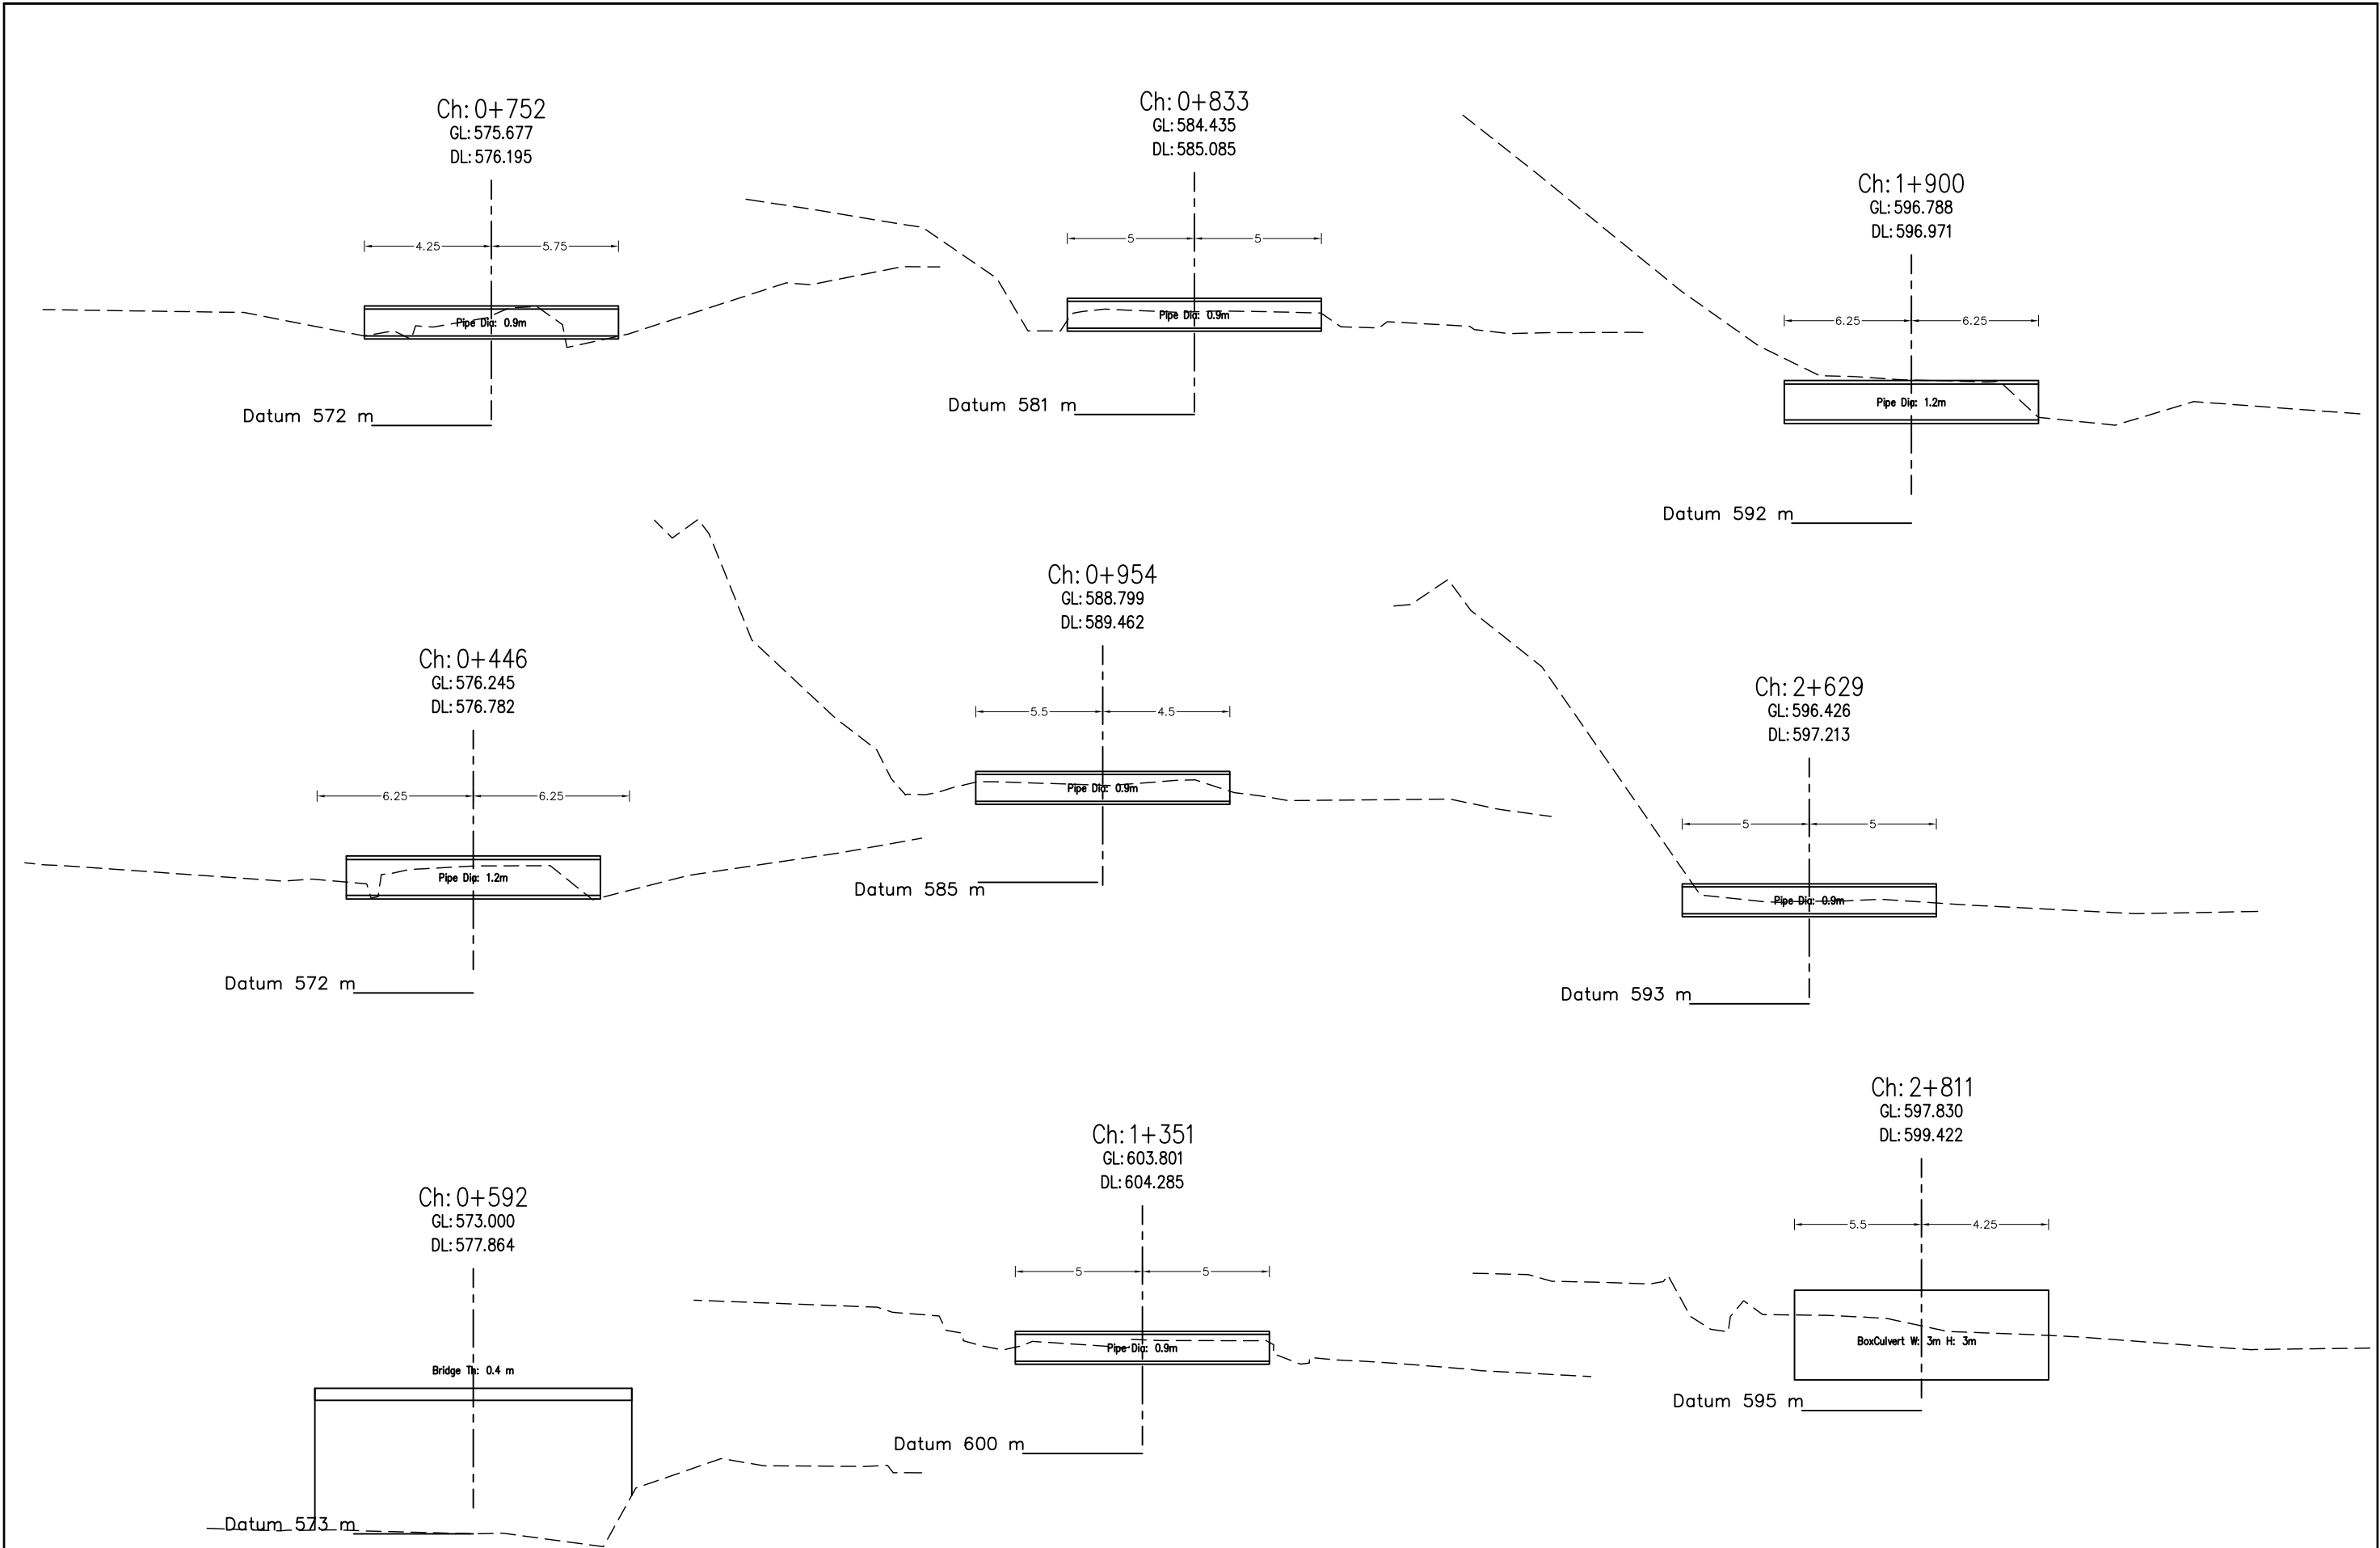 Ch: 0+752
GL: 575.677
DL: 576.195
4.25
5.75
Pipe Dia: 0.9m
Datum 572 m
Ch: 0+833
GL: 584.435
DL: 585.085
5
5
Pipe Dia: 0.9m
Datum 581 m
Ch: 1+900
GL: 596.788
DL: 596.971
6.25
6.25
Pipe Dia: 1.2m
Datum 592 m
Ch: 0+446
GL: 576.245
DL: 576.782
6.25
6.25
Pipe Dia: 1.2m
Datum 572 m
Ch: 0+954
GL: 588.799
DL: 589.462
5.5
4.5
Pipe Dia: 0.9m
Datum 585 m
Ch: 2+629
GL: 596.426
DL: 597.213
5
5
Pipe Dia: 0.9m
Datum 593 m
Ch: 0+592
GL: 573.000
DL: 577.864
Bridge Th: 0.4 m
Datum 573 m
Ch: 1+351
GL: 603.801
DL: 604.285
5
5
Pipe Dia: 0.9m
Datum 600 m
Ch: 2+811
GL: 597.830
DL: 599.422
5.5
4.25
BoxCulvert W: 3m H: 3m
Datum 595 m